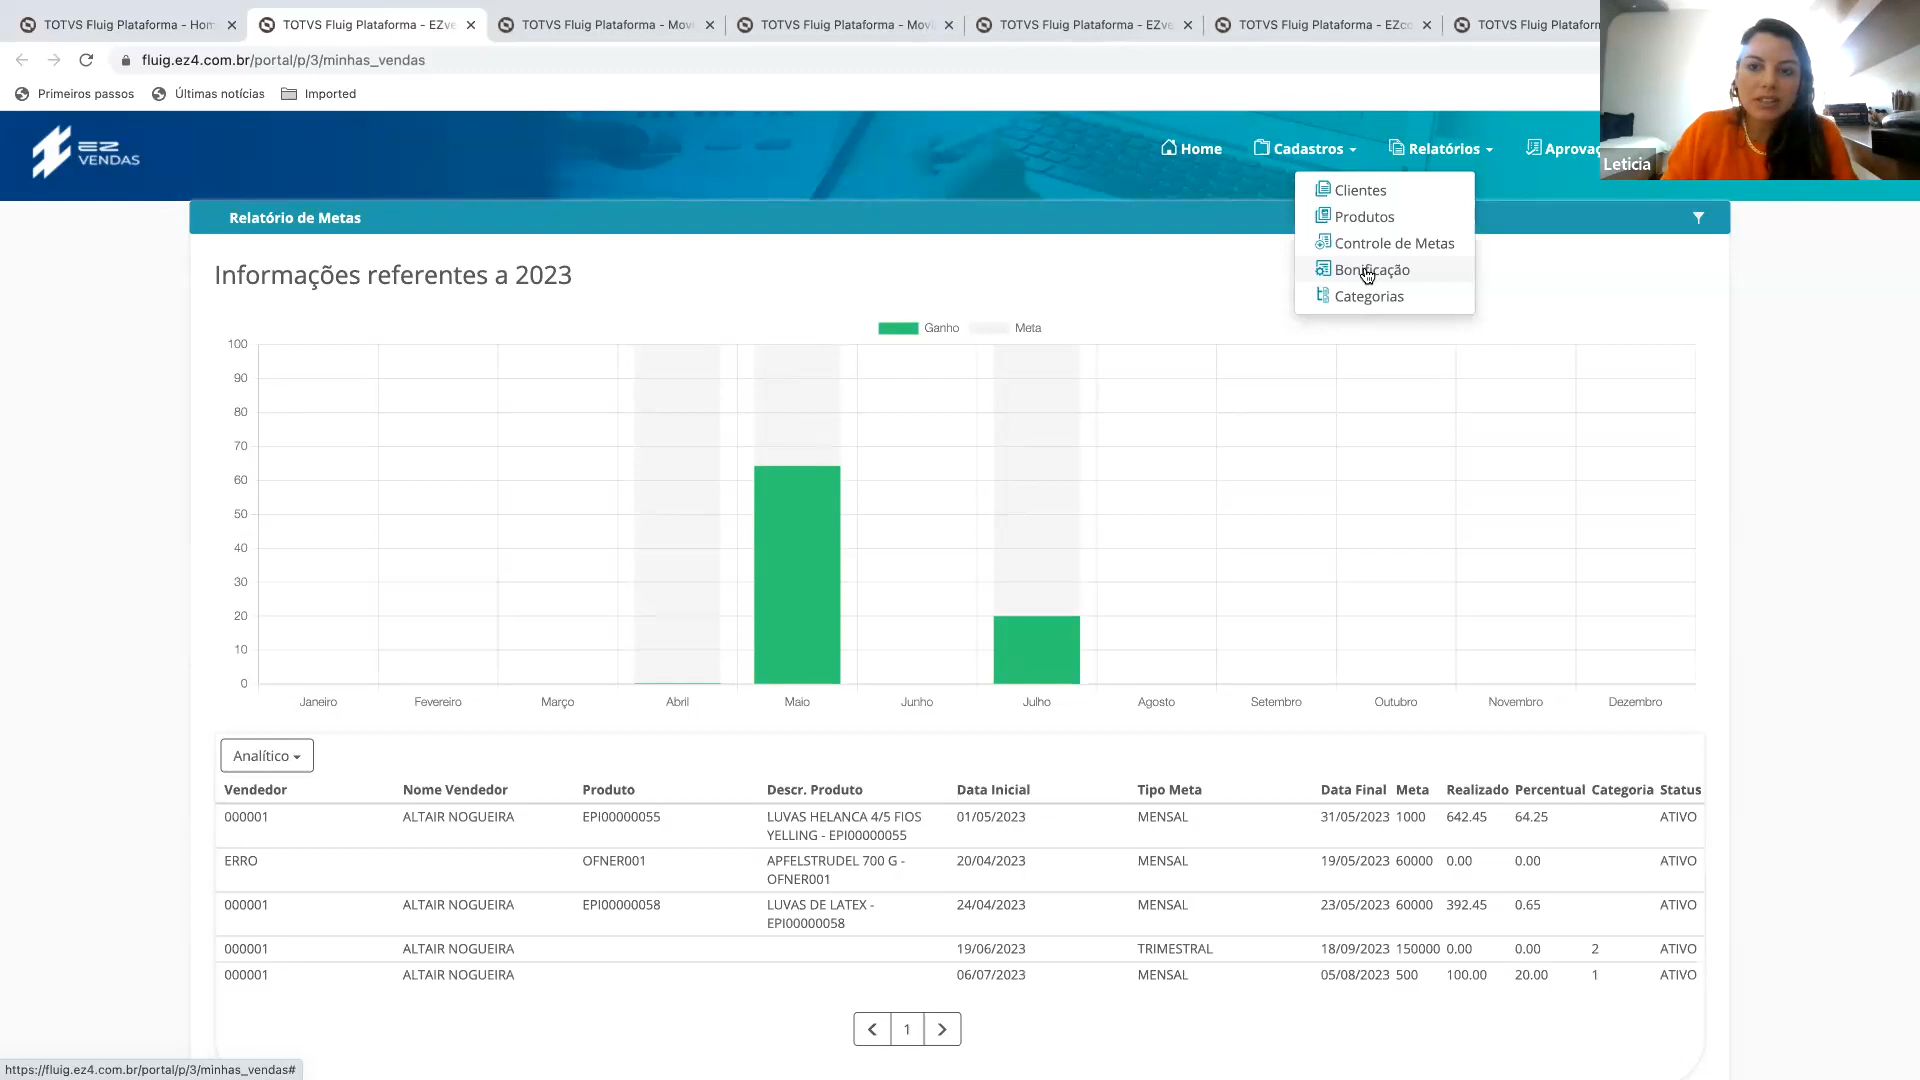 TOTVS Fluig Plataforma - Hom
TOTVS Fluig Plataforma - EZve
TOTVS Fluig Plataforma - Movi
TOTVS Fluig Plataforma - Movi
TOTVS Fluig Plataforma - EZve
TOTVS Fluig Plataforma - EZco
TOTVS Fluig Plataform
fluig.ez4.com.br/portal/p/3/minhas_vendas
Primeiros passos
Últimas notícias
Imported
EZ VENDAS
Home
Cadastros
Relatórios
Aprovaç
Leticia
Clientes
Produtos
Controle de Metas
Bonificação
Categorias
Relatório de Metas
Informações referentes a 2023
Ganho
Meta
100
90
80
70
60
50
40
30
20
10
0
Janeiro Fevereiro Março Abril Maio Junho Julho Agosto Setembro Outubro Novembro Dezembro
Analítico
Vendedor Nome Vendedor Produto Descr. Produto Data Inicial Tipo Meta Data Final Meta Realizado Percentual Categoria Status
000001 ALTAIR NOGUEIRA EPI00000055 LUVAS HELANCA 4/5 FIOS 01/05/2023 MENSAL 31/05/2023 1000 642.45 64.25 ATIVO
YELLING - EPI00000055
ERRO OFNER001 APFELSTRUDEL 700 G - 20/04/2023 MENSAL 19/05/2023 60000 0.00 0.00 ATIVO
OFNER001
000001 ALTAIR NOGUEIRA EPI00000058 LUVAS DE LATEX - 24/04/2023 MENSAL 23/05/2023 60000 392.45 0.65 ATIVO
EPI00000058
000001 ALTAIR NOGUEIRA 19/06/2023 TRIMESTRAL 18/09/2023 150000 0.00 0.00 2 ATIVO
000001 ALTAIR NOGUEIRA 06/07/2023 MENSAL 05/08/2023 500 100.00 20.00 1 ATIVO
1
https://fluig.ez4.com.br/portal/p/3/minhas_vendas#